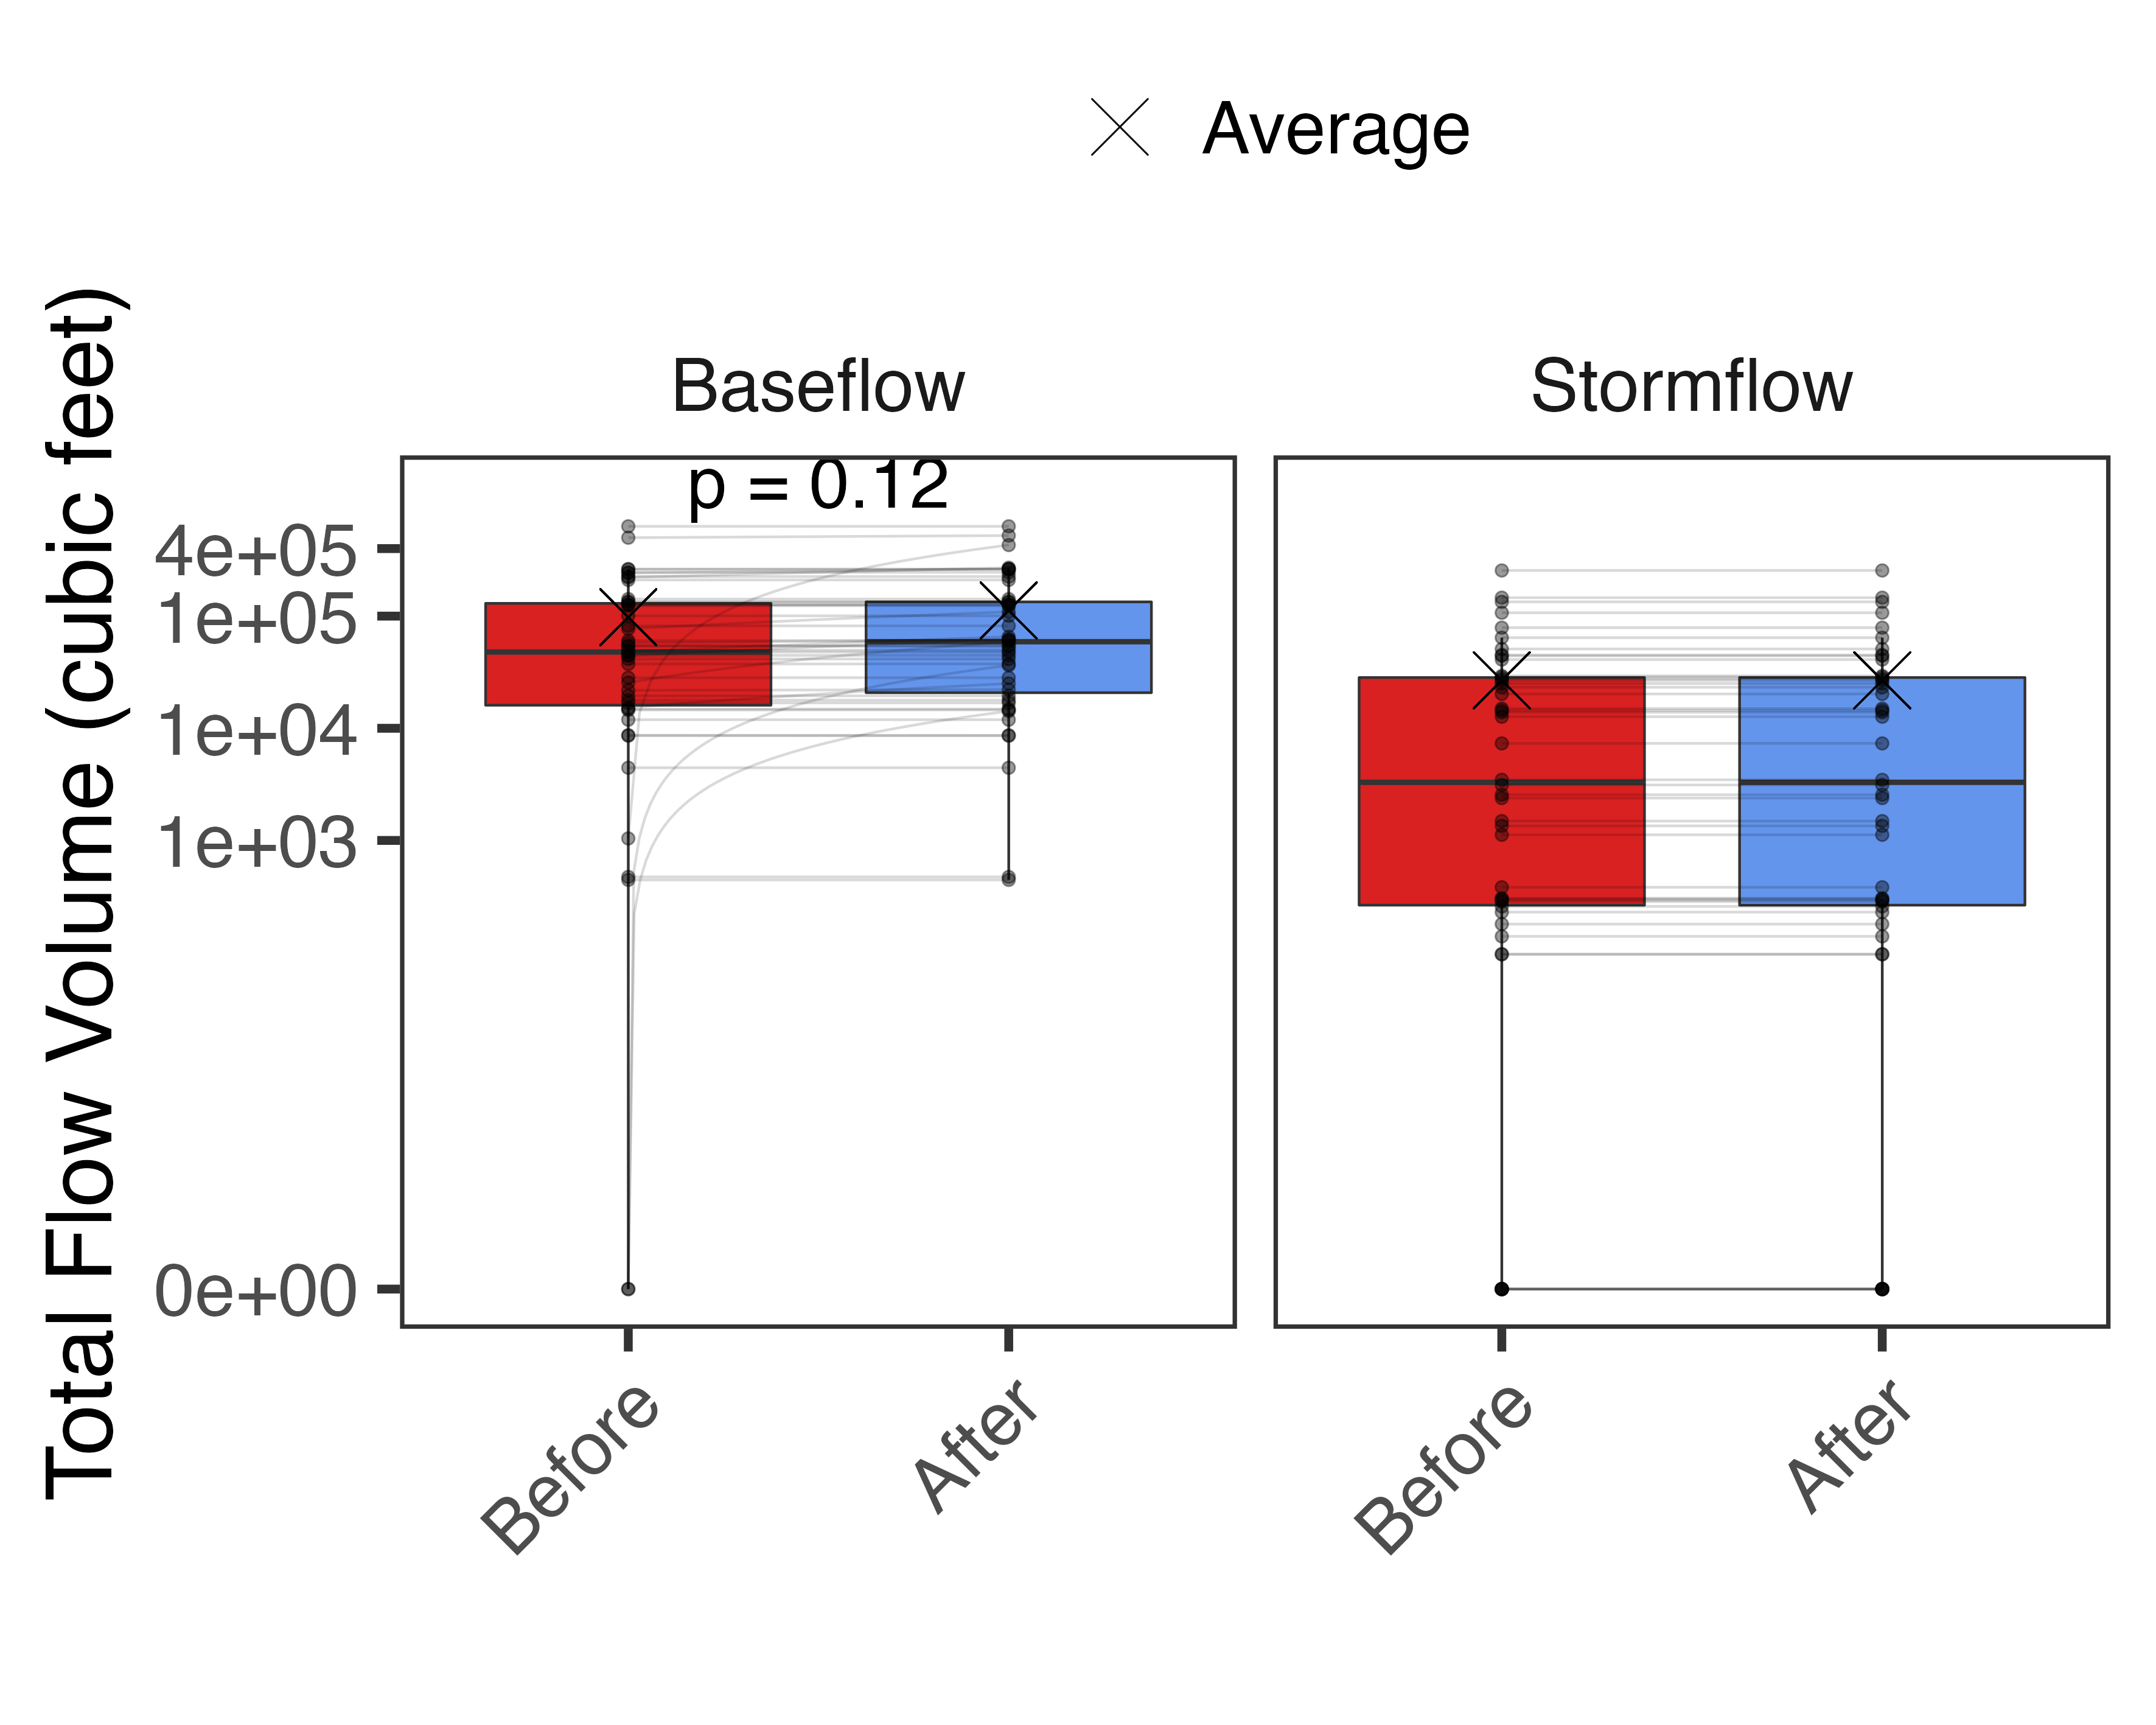 Average
Total Flow Volume (cubic feet)
Baseflow
Stormflow
p = 0.12
4e+05
1e+05
1e+04
1e+03
0e+00
Before
After
Before
After